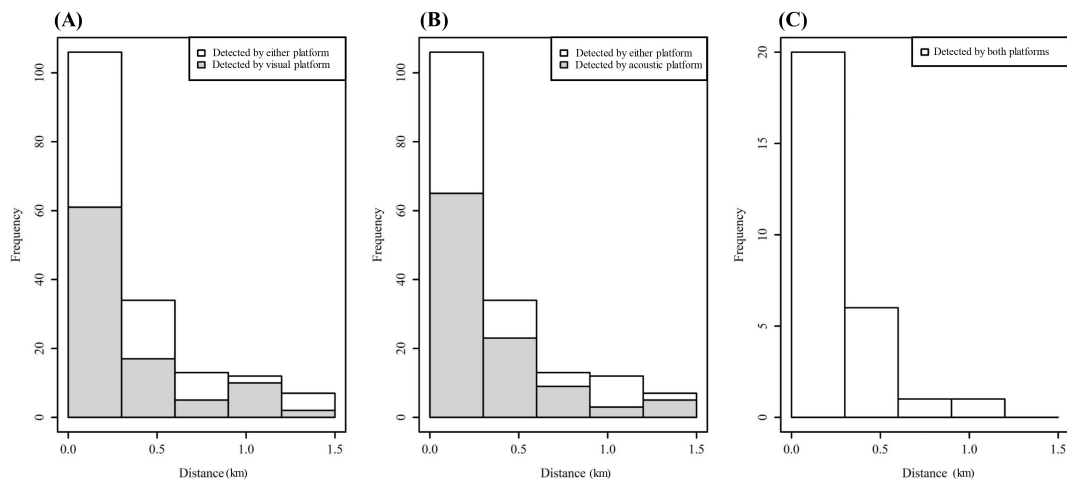 (A)
Detected by either platform
Detected by visual platform
Frequency
0
20
40
60
80
100
0.0
0.5
1.0
1.5
Distance (km)
(B)
Detected by either platform
Detected by acoustic platform
Frequency
0
20
40
60
80
100
0.0
0.5
1.0
1.5
Distance (km)
(C)
Detected by both platforms
Frequency
0
5
10
15
20
0.0
0.5
1.0
1.5
Distance (km)